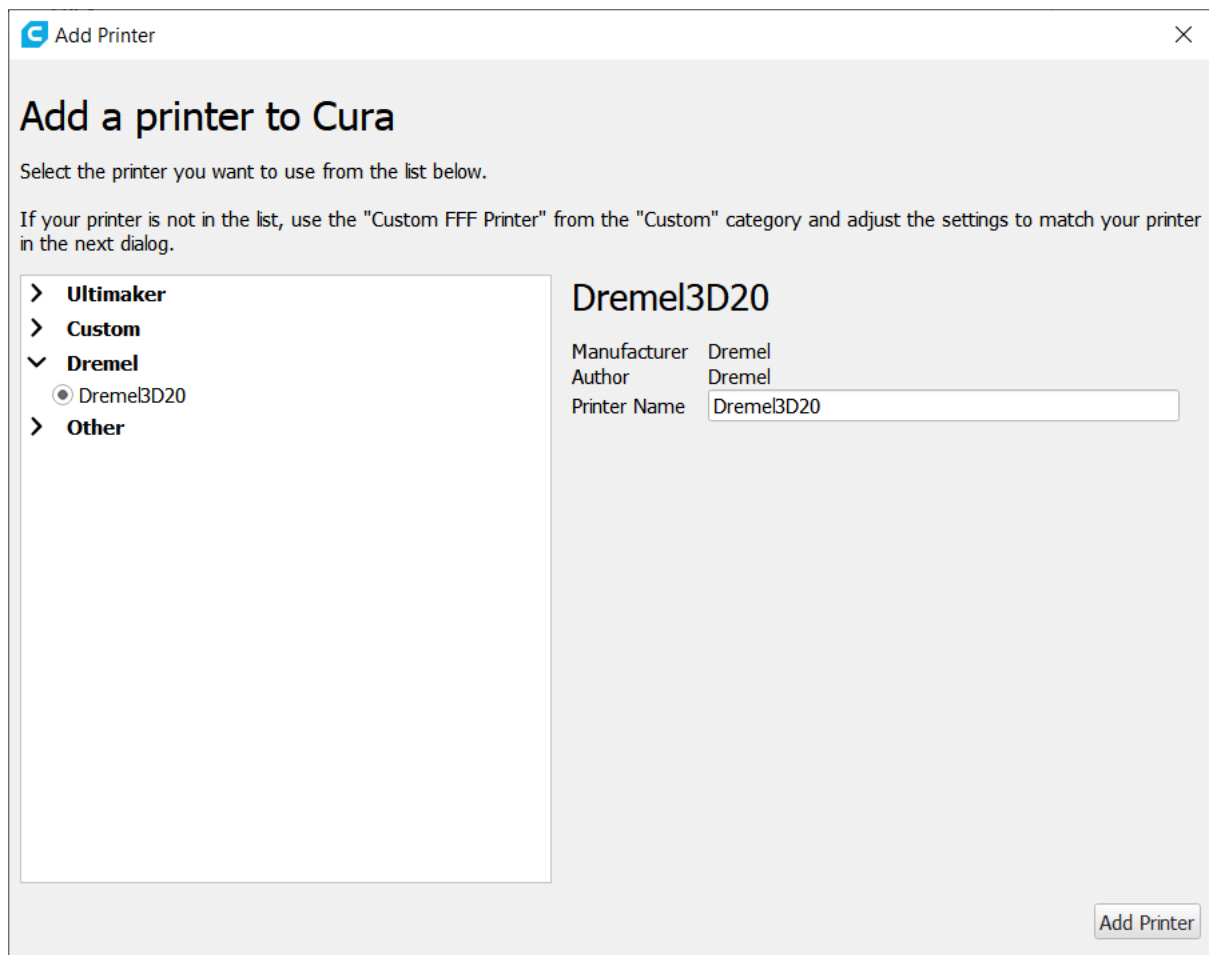 Add Printer
Add a printer to Cura
Select the printer you want to use from the list below.
If your printer is not in the list, use the "Custom FFF Printer" from the "Custom" category and adjust the settings to match your printer
in the next dialog.
Ultimaker
Custom
Dremel
Dremel3D20
Other
Dremel3D20
Manufacturer Dremel
Author Dremel
Printer Name Dremel3D20
Add Printer